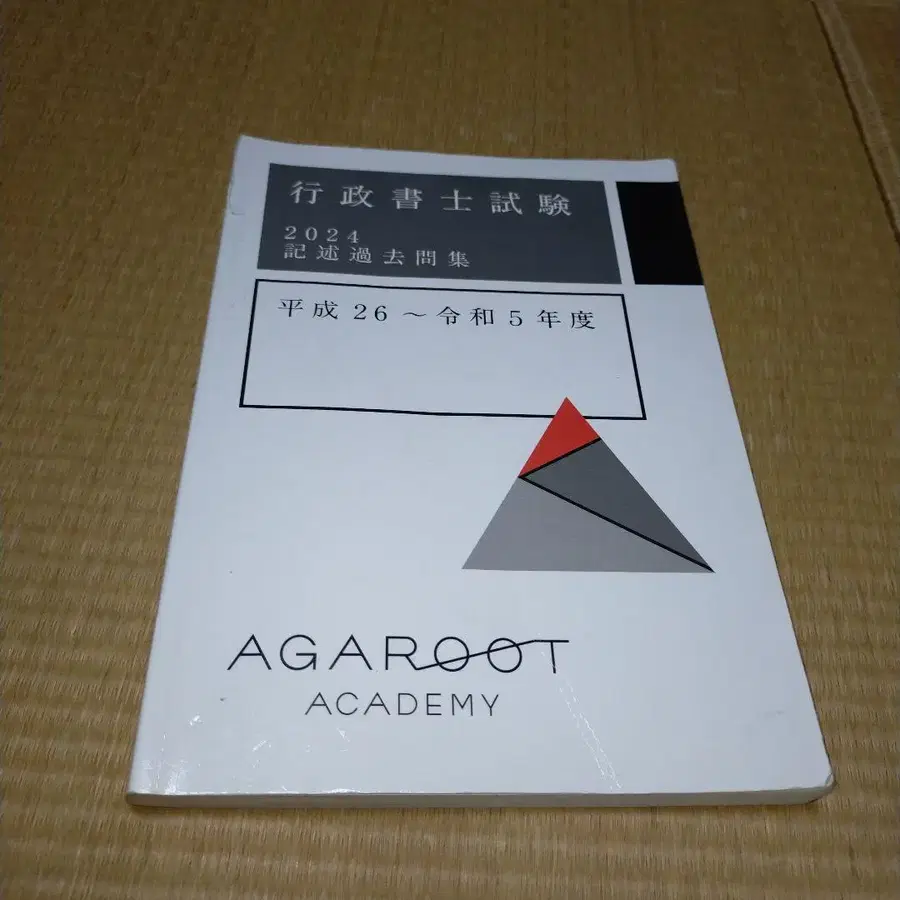 行政書士試験
2024
記述過去問集
平成26～令和5年度
AGAROOT
ACADEMY